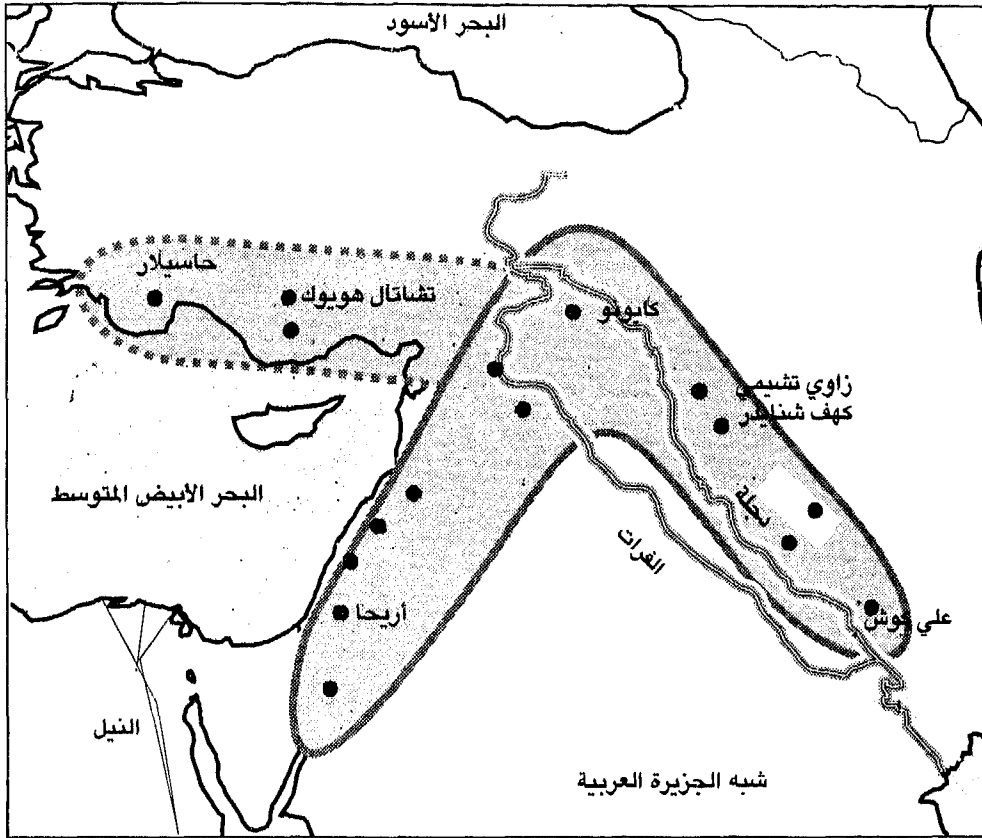 البحر الأسود
حاسيلار
تشاتال هويوك
كايونو
زاوي تشيمي
كهف شنايدر
البحر الأبيض المتوسط
دجلة
الفرات
أريحا
علي كوش
النيل
شبه الجزيرة العربية